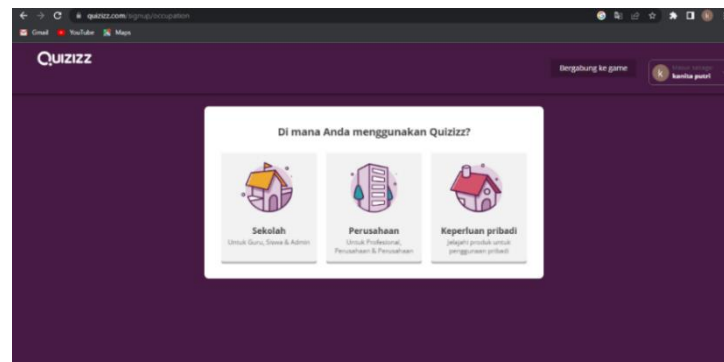 quizizz.com/signup/occupation
Gmail YouTube Maps
QUIZIZZ
Bergabung ke game
k
kanita putri
Di mana Anda menggunakan Quizizz?
Sekolah
Untuk Guru, Siswa & Admin
Perusahaan
Untuk Profesional,
Perusahaan & Perusahaan
Keperluan pribadi
Jelajahi produk untuk
penggunaan pribadi